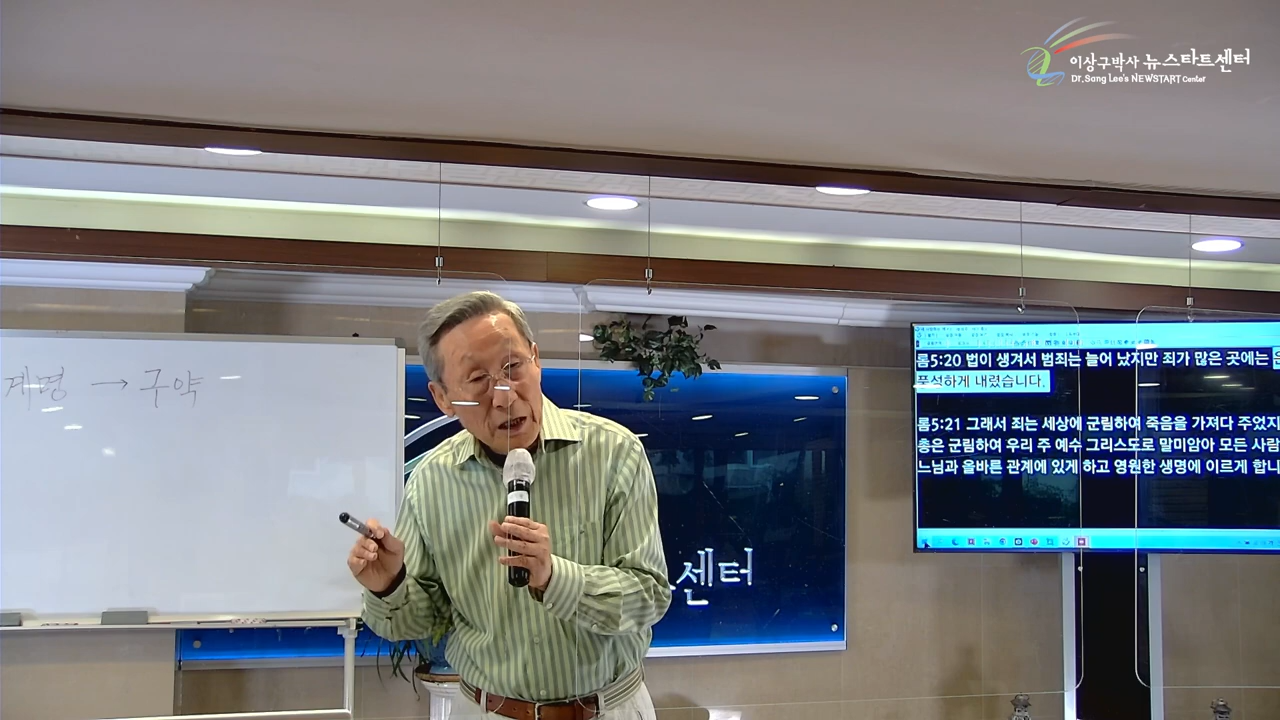 이상구박사 뉴스타트센터
Dr. Sang Lee's NEWSTART Center
계명 → 구약
롬5:20 법이 생겨서 범죄는 늘어 났지만 죄가 많은 곳에는
풍성하게 내렸습니다.
롬5:21 그래서 죄는 세상에 군림하여 죽음을 가져다 주었지
총은 군림하여 우리 주 예수 그리스도로 말미암아 모든 사람
느님과 올바른 관계에 있게 하고 영원한 생명에 이르게 합니
센터